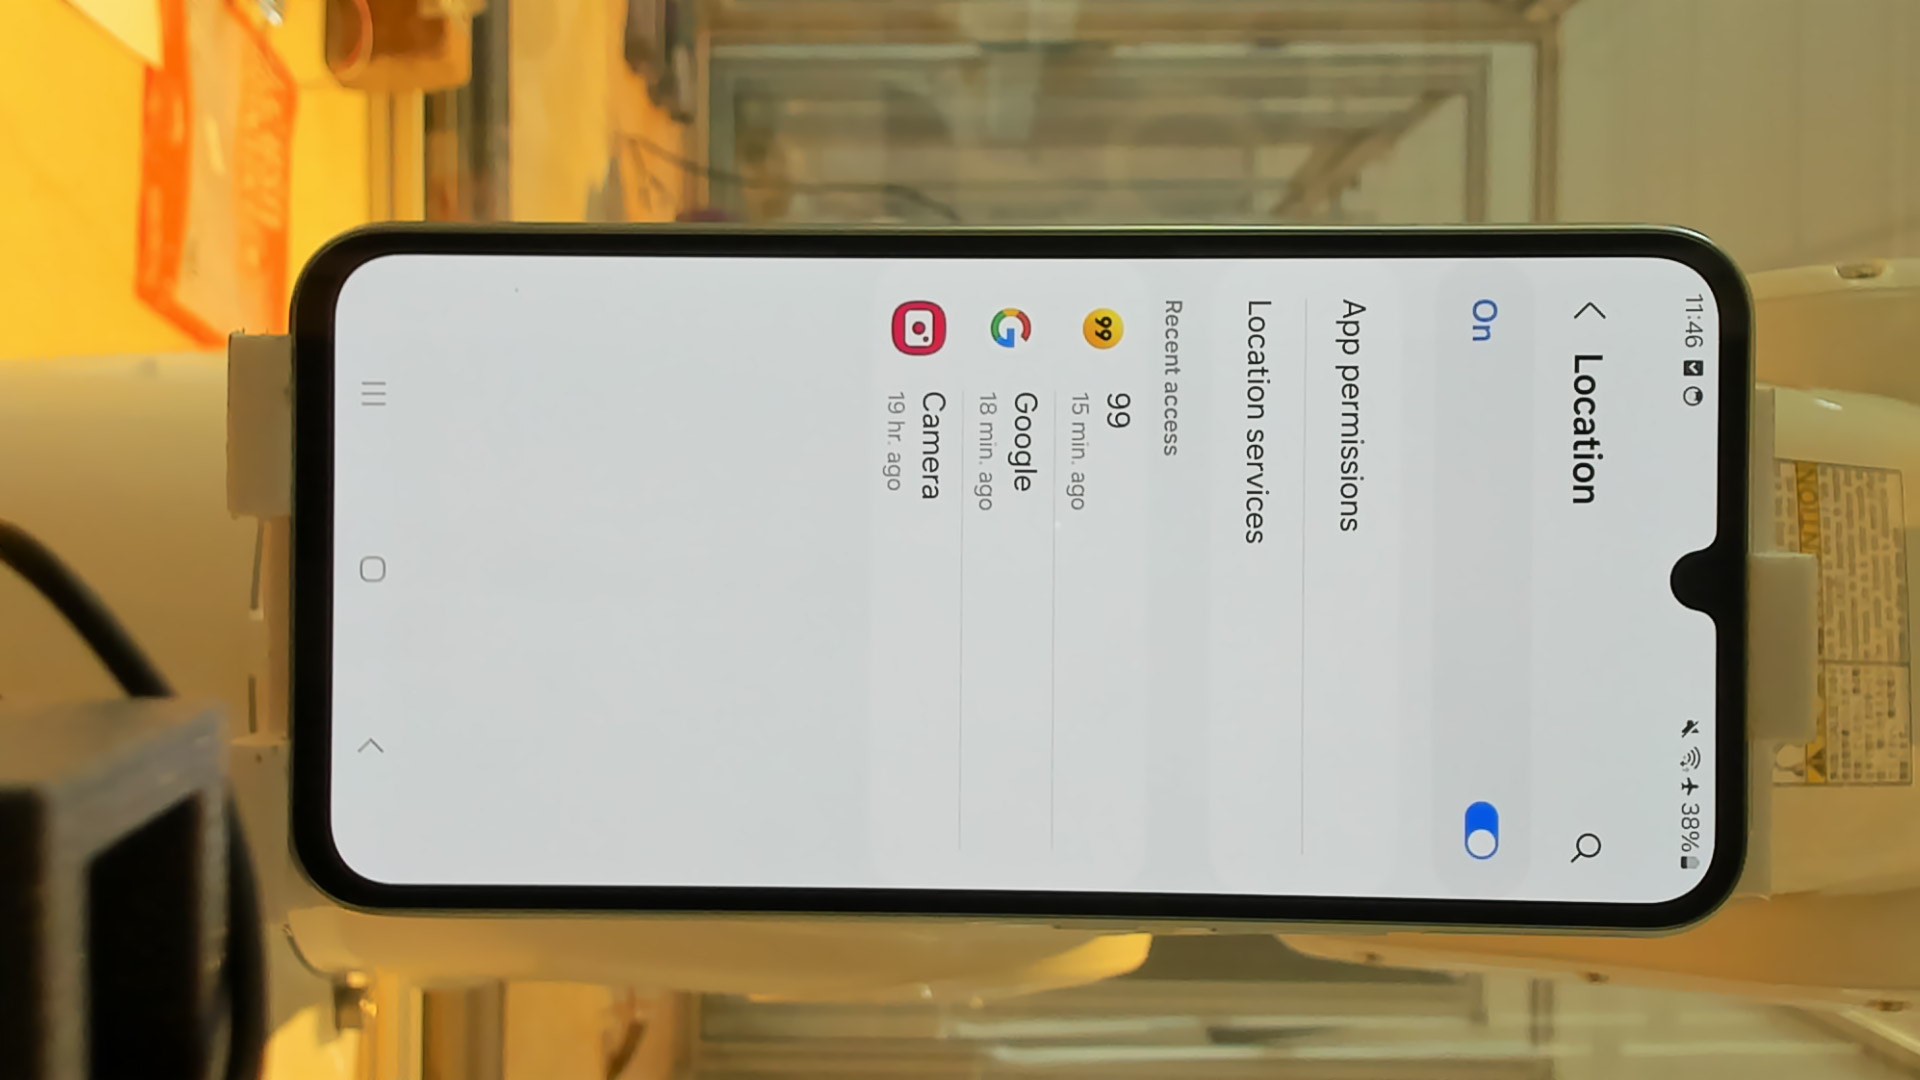 11:46
38%
Location
On
App permissions
Location services
Recent access
99
99
15 min. ago
Google
18 min. ago
Camera
19 hr. ago